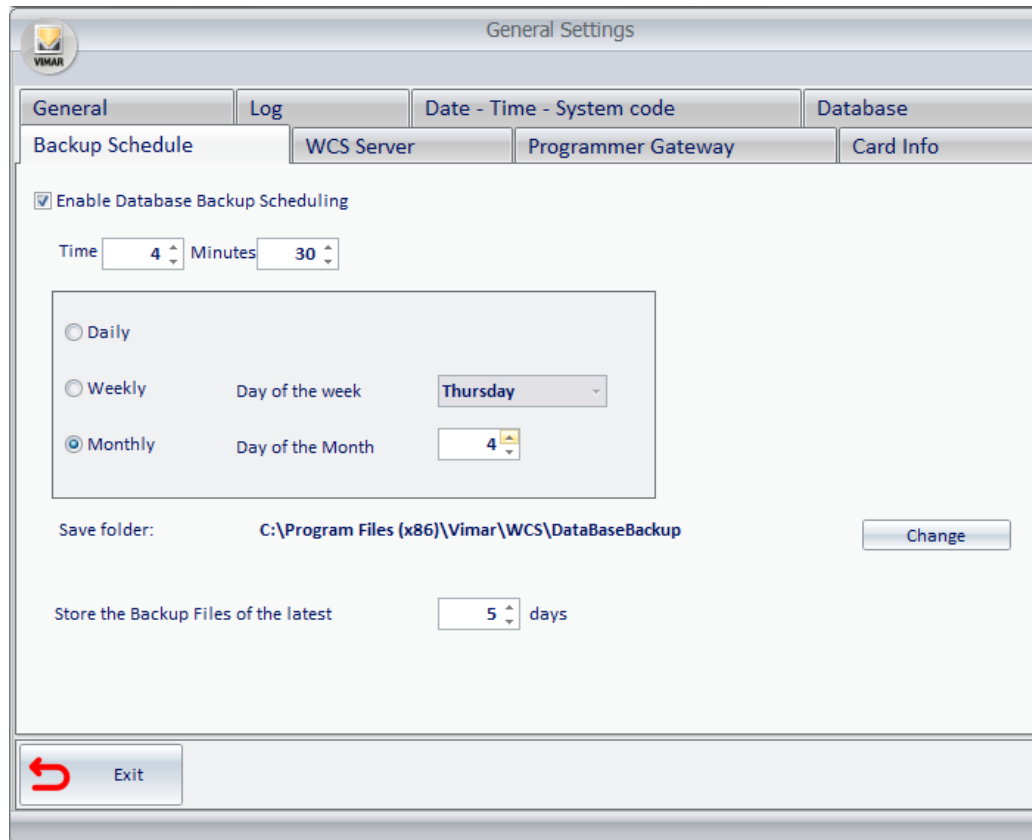 General Settings
VIMAR
General Log Date - Time - System code Database
Backup Schedule WCS Server Programmer Gateway Card Info
Enable Database Backup Scheduling
Time 4 Minutes 30
Daily
Weekly Day of the week Thursday
Monthly Day of the Month 4
Save folder: C:\Program Files (x86)\Vimar\WCS\DataBaseBackup Change
Store the Backup Files of the latest 5 days
Exit